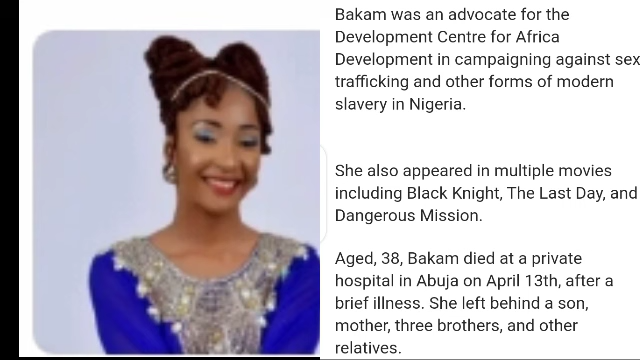 Bakam was an advocate for the
Development Centre for Africa
Development in campaigning against sex
trafficking and other forms of modern
slavery in Nigeria.
She also appeared in multiple movies
including Black Knight, The Last Day, and
Dangerous Mission.
Aged, 38, Bakam died at a private
hospital in Abuja on April 13th, after a
brief illness. She left behind a son,
mother, three brothers, and other
relatives.